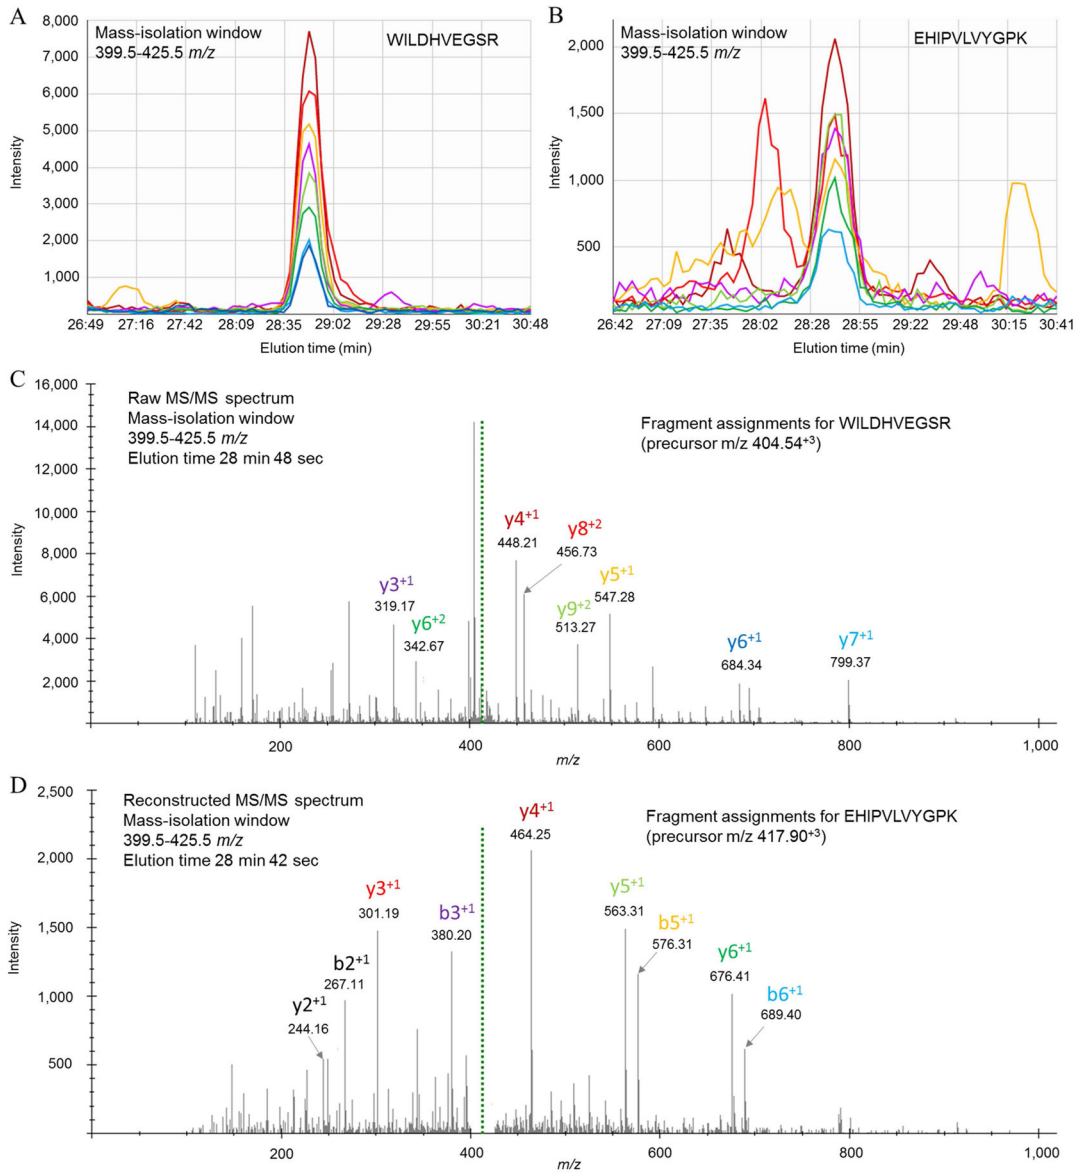 A
Mass-isolation window
399.5-425.5 m/z
WILDHVEGSR
8,000
7,000
6,000
5,000
4,000
3,000
2,000
1,000
Intensity
26:49 27:16 27:42 28:09 28:35 29:02 29:28 29:55 30:21 30:48
Elution time (min)
B
Mass-isolation window
399.5-425.5 m/z
EHIPVLVYGPK
2,000
1,500
1,000
500
Intensity
26:42 27:09 27:35 28:02 28:28 28:55 29:22 29:48 30:15 30:41
Elution time (min)
C
16,000
14,000
12,000
10,000
8,000
6,000
4,000
2,000
Intensity
Raw MS/MS spectrum
Mass-isolation window
399.5-425.5 m/z
Elution time 28 min 48 sec
Fragment assignments for WILDHVEGSR
(precursor m/z 404.54+3)
y3+1
319.17
y6+2
342.67
y4+1
448.21
y8+2
456.73
y9+2
513.27
y5+1
547.28
y6+1
684.34
y7+1
799.37
200 400 600 800 1,000
m/z
D
2,500
2,000
1,500
1,000
500
Intensity
Reconstructed MS/MS spectrum
Mass-isolation window
399.5-425.5 m/z
Elution time 28 min 42 sec
Fragment assignments for EHIPVLVYGPK
(precursor m/z 417.90+3)
y2+1
244.16
b2+1
267.11
y3+1
301.19
b3+1
380.20
y4+1
464.25
y5+1
563.31
b5+1
576.31
y6+1
676.41
b6+1
689.40
200 400 600 800 1,000
m/z